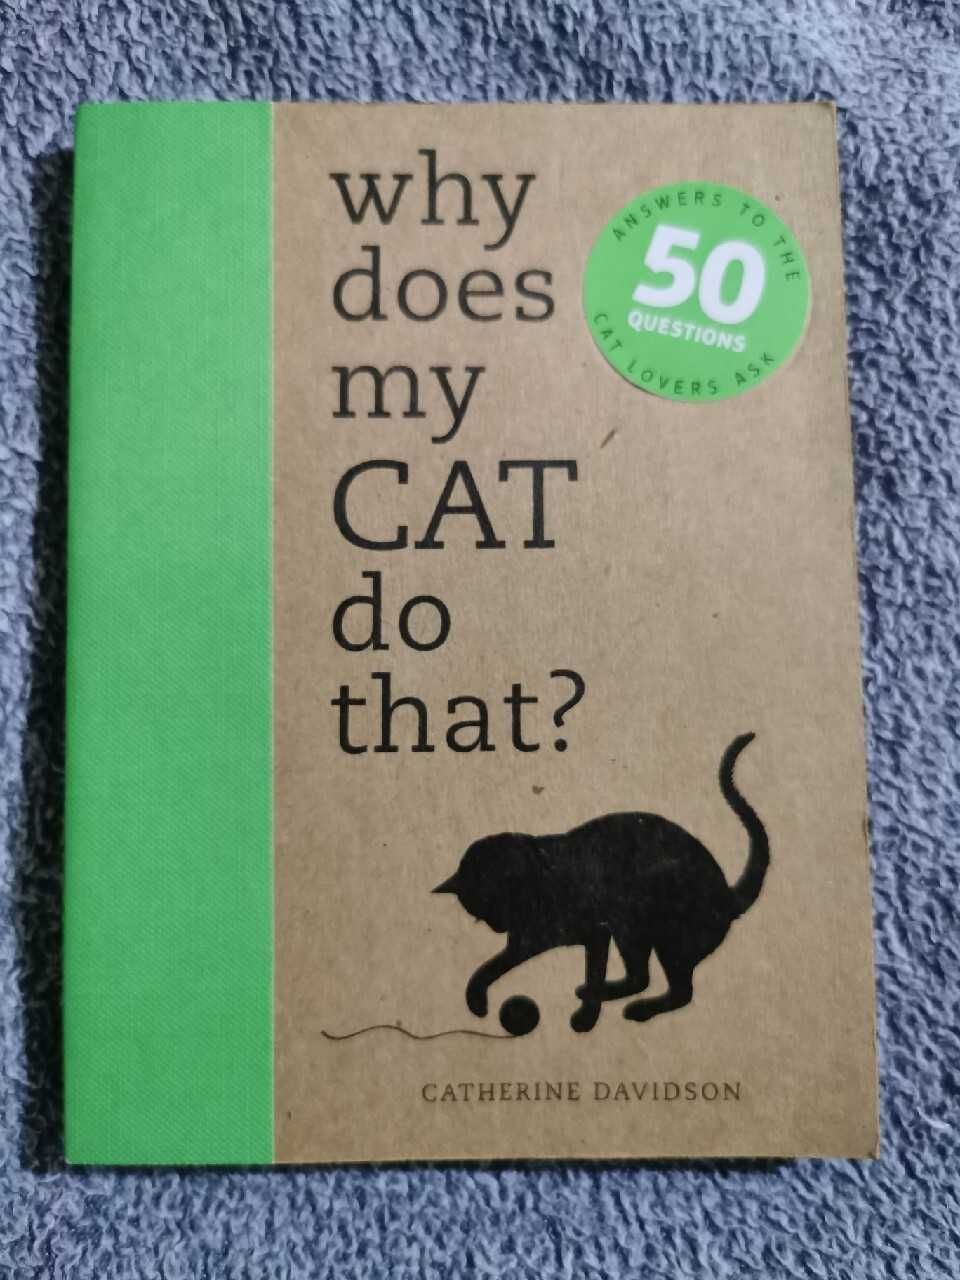 why
does
my
CAT
do
that?
ANSWERS TO THE
50
QUESTIONS
CAT LOVERS ASK
CATHERINE DAVIDSON